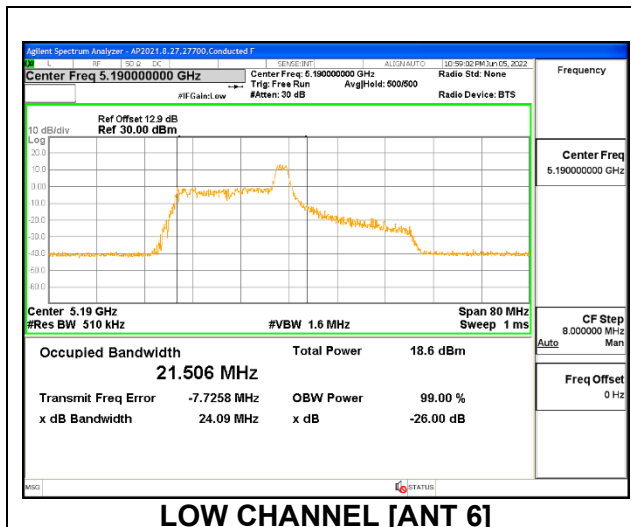 Agilent Spectrum Analyzer - AP2021.8.27,27700,Conducted F
L RF 50 Ω DC SENSE:INT ALIGN AUTO 10:59:02 PM Jun 05, 2022
Center Freq 5.190000000 GHz Center Freq: 5.190000000 GHz Radio Std: None Frequency
Trig: Free Run Avg|Hold: 500/500
#IFGain:Low #Atten: 30 dB Radio Device: BTS
Ref Offset 12.9 dB
10 dB/div Ref 30.00 dBm
Log
20.0
10.0
0.00
-10.0
-20.0
-30.0
-40.0
-50.0
-60.0
Center Freq
5.190000000 GHz
Center 5.19 GHz Span 80 MHz
#Res BW 510 kHz #VBW 1.6 MHz Sweep 1 ms
CF Step
8.000000 MHz
Auto Man
Occupied Bandwidth Total Power 18.6 dBm
21.506 MHz
Freq Offset
0 Hz
Transmit Freq Error -7.7258 MHz OBW Power 99.00 %
x dB Bandwidth 24.09 MHz x dB -26.00 dB
MSG STATUS
LOW CHANNEL [ANT 6]